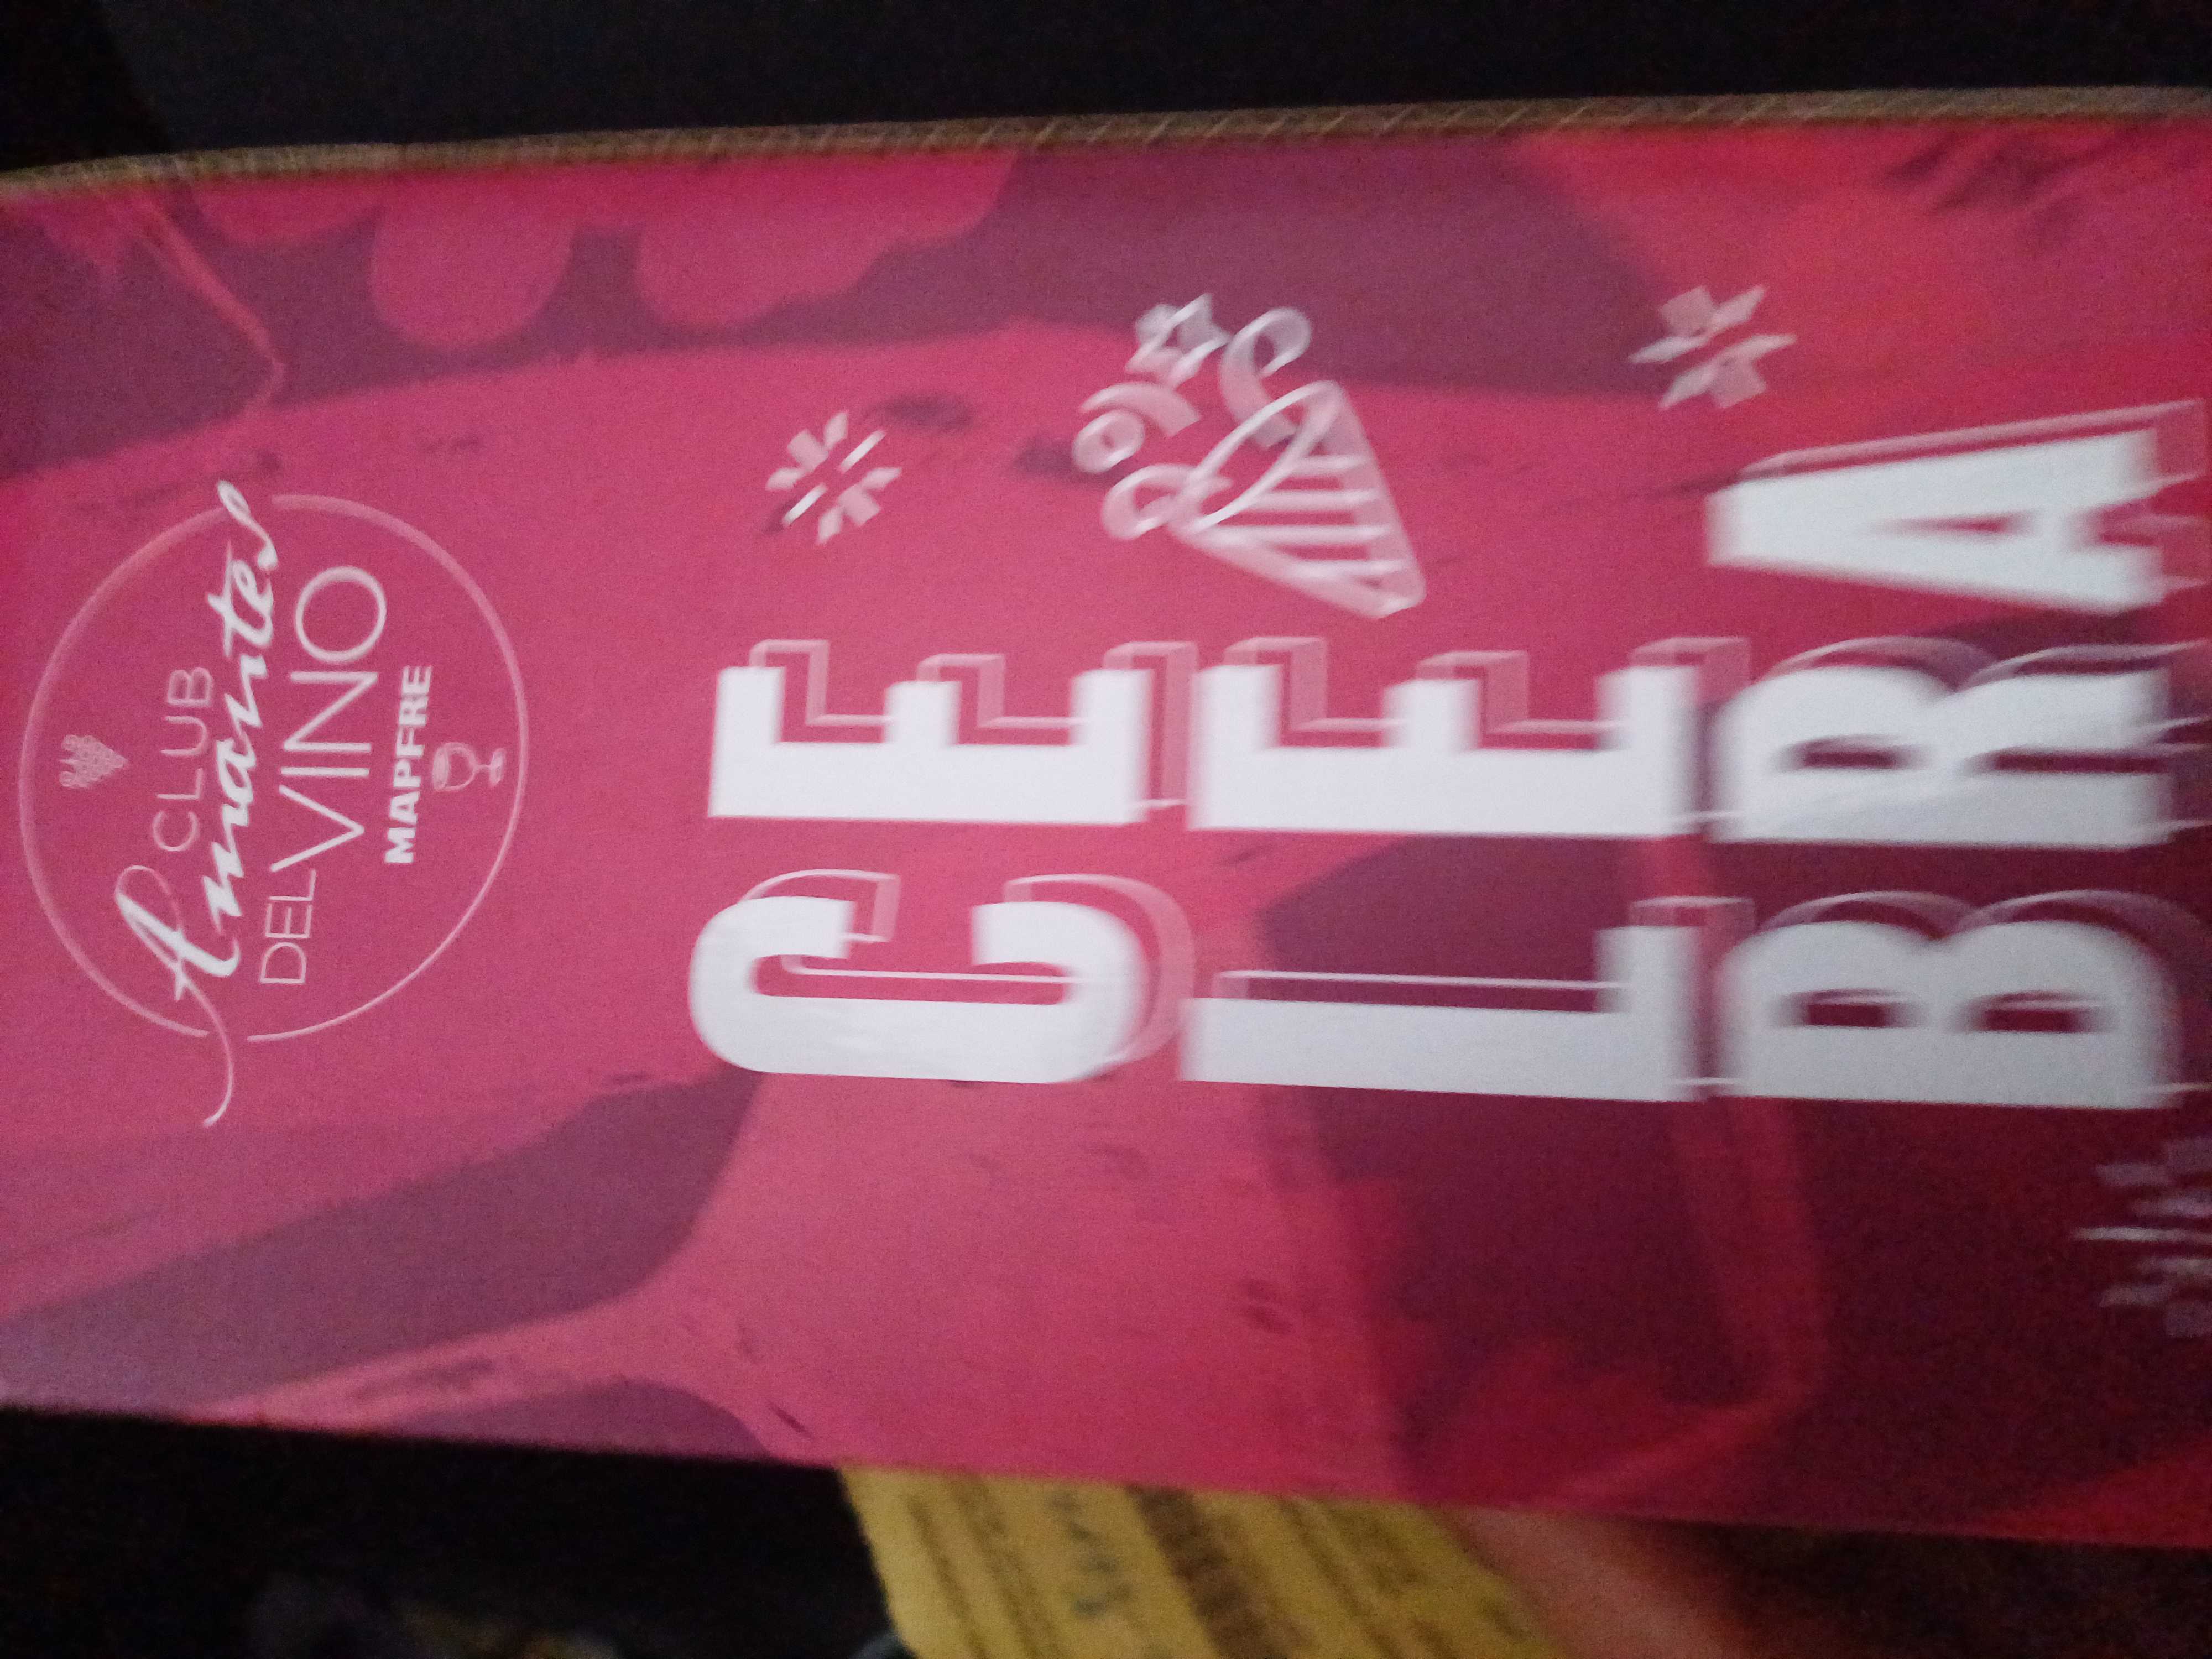 CLUB
Amantes
DEL VINO
MAPFRE
CE
LE
BRA